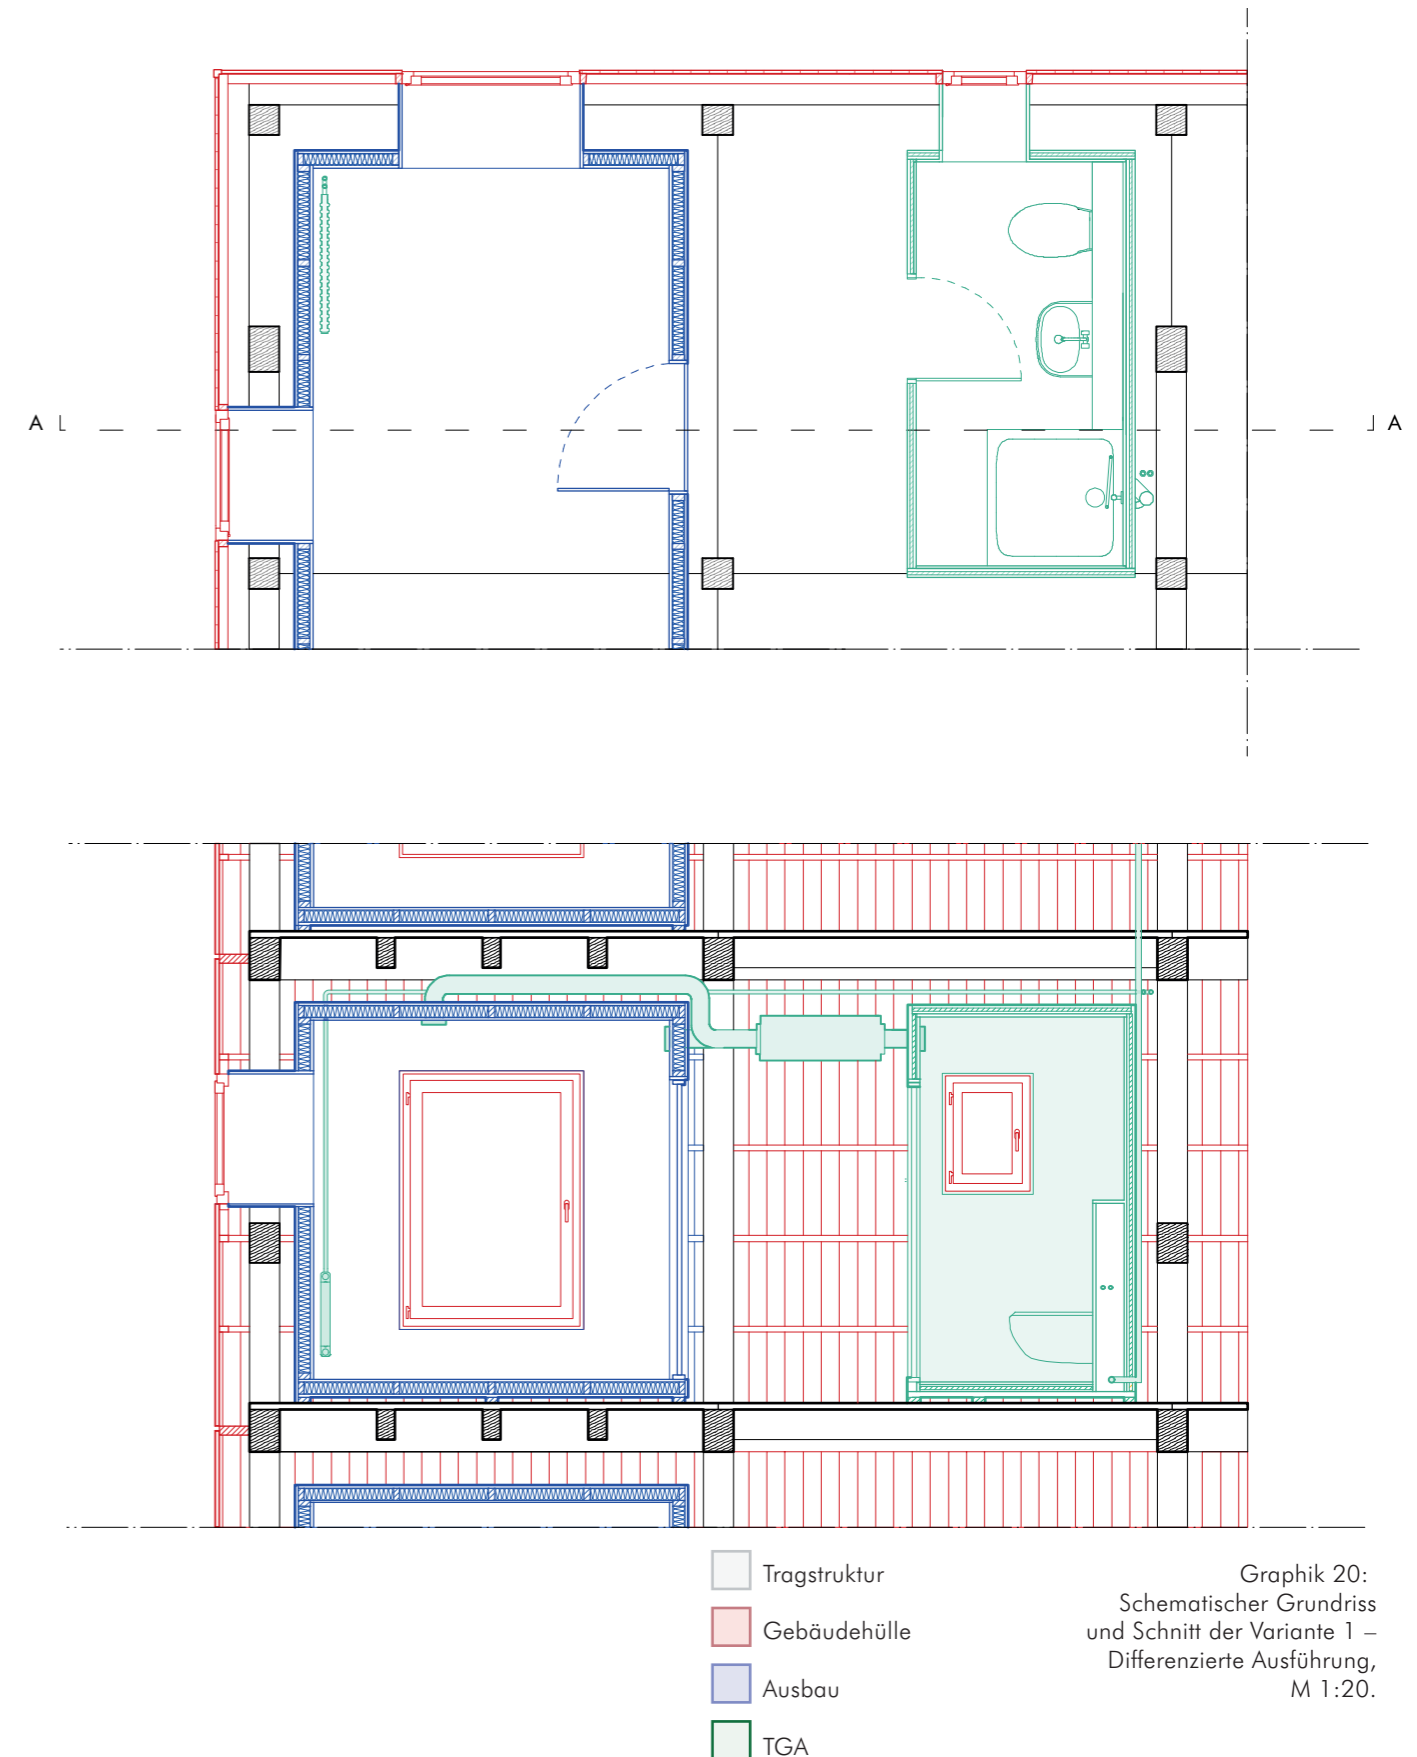 A A
Tragstruktur
Gebäudehülle
Ausbau
TGA
Graphik 20:
Schematischer Grundriss
und Schnitt der Variante 1 –
Differenzierte Ausführung,
M 1:20.